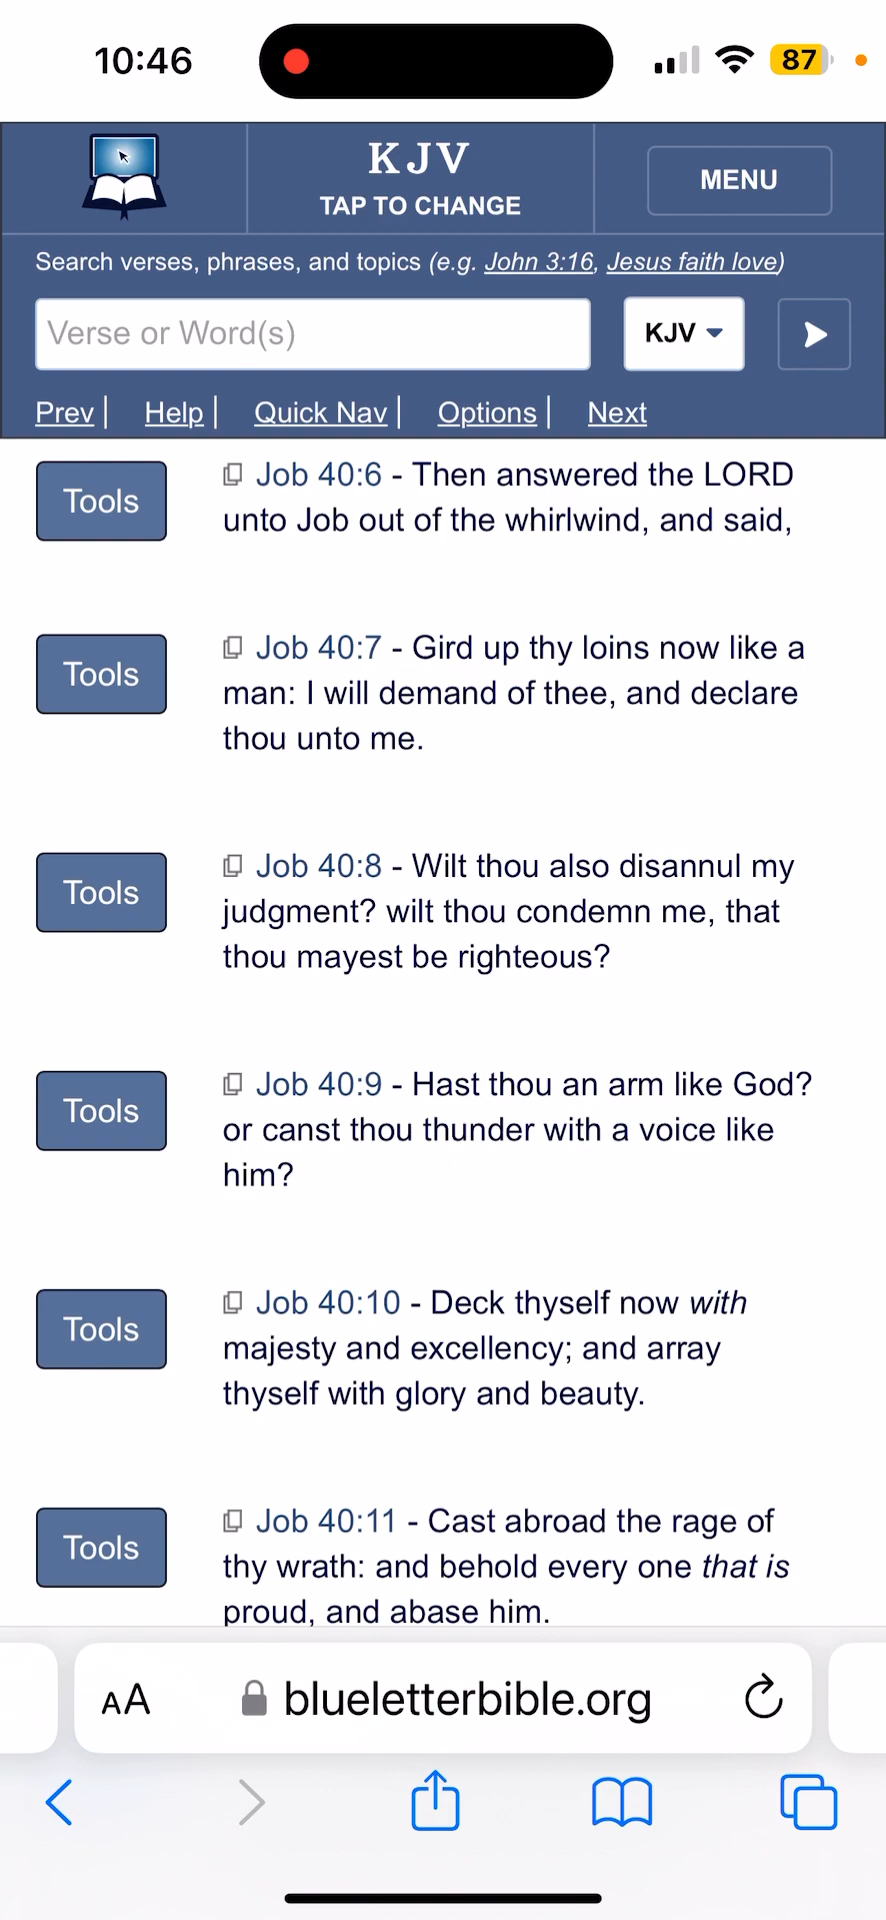 10:46
87
KJV
TAP TO CHANGE
MENU
Search verses, phrases, and topics (e.g. John 3:16, Jesus faith love)
Verse or Word(s)
KJV
Prev | Help | Quick Nav | Options | Next
Tools
Job 40:6 - Then answered the LORD
unto Job out of the whirlwind, and said,
Tools
Job 40:7 - Gird up thy loins now like a
man: I will demand of thee, and declare
thou unto me.
Tools
Job 40:8 - Wilt thou also disannul my
judgment? wilt thou condemn me, that
thou mayest be righteous?
Tools
Job 40:9 - Hast thou an arm like God?
or canst thou thunder with a voice like
him?
Tools
Job 40:10 - Deck thyself now with
majesty and excellency; and array
thyself with glory and beauty.
Tools
Job 40:11 - Cast abroad the rage of
thy wrath: and behold every one that is
proud, and abase him.
AA
blueletterbible.org